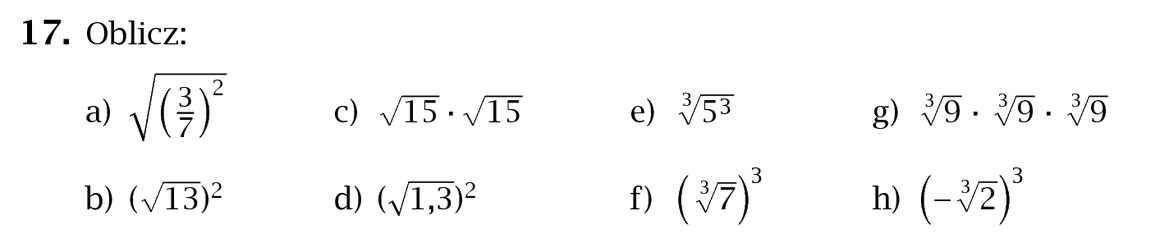 17. Oblicz:
a) √(3/7)² c) √15 · √15 e) ∛5³ g) ∛9 · ∛9 · ∛9
b) (√13)² d) (√1,3)² f) (∛7)³ h) (−∛2)³